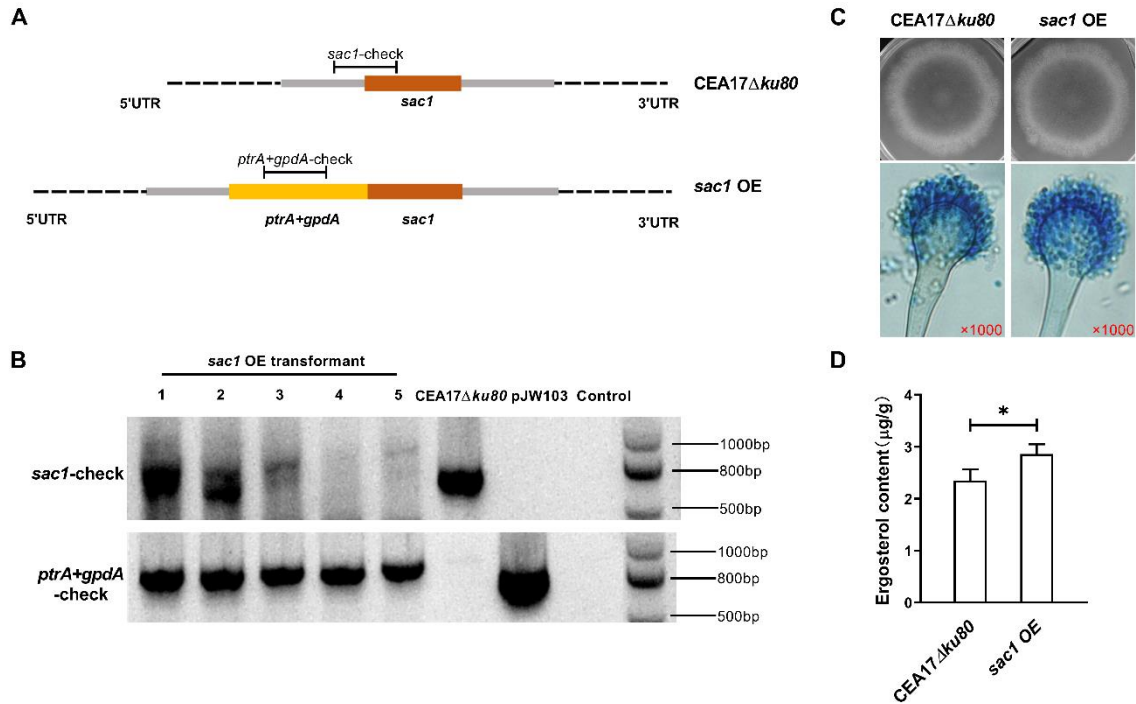 A
sac1-check
CEA17Δku80
5'UTR
sac1
3'UTR
ptrA+gpdA-check
sac1 OE
5'UTR
ptrA+gpdA
sac1
3'UTR
B
sac1 OE transformant
1 2 3 4 5 CEA17Δku80 pJW103 Control
sac1-check
1000bp
800bp
500bp
ptrA+gpdA
-check
1000bp
800bp
500bp
C
CEA17Δku80 sac1 OE
×1000 ×1000
D
Ergosterol content(μg/g)
4
3
2
1
0
*
CEA17Δku80
sac1 OE